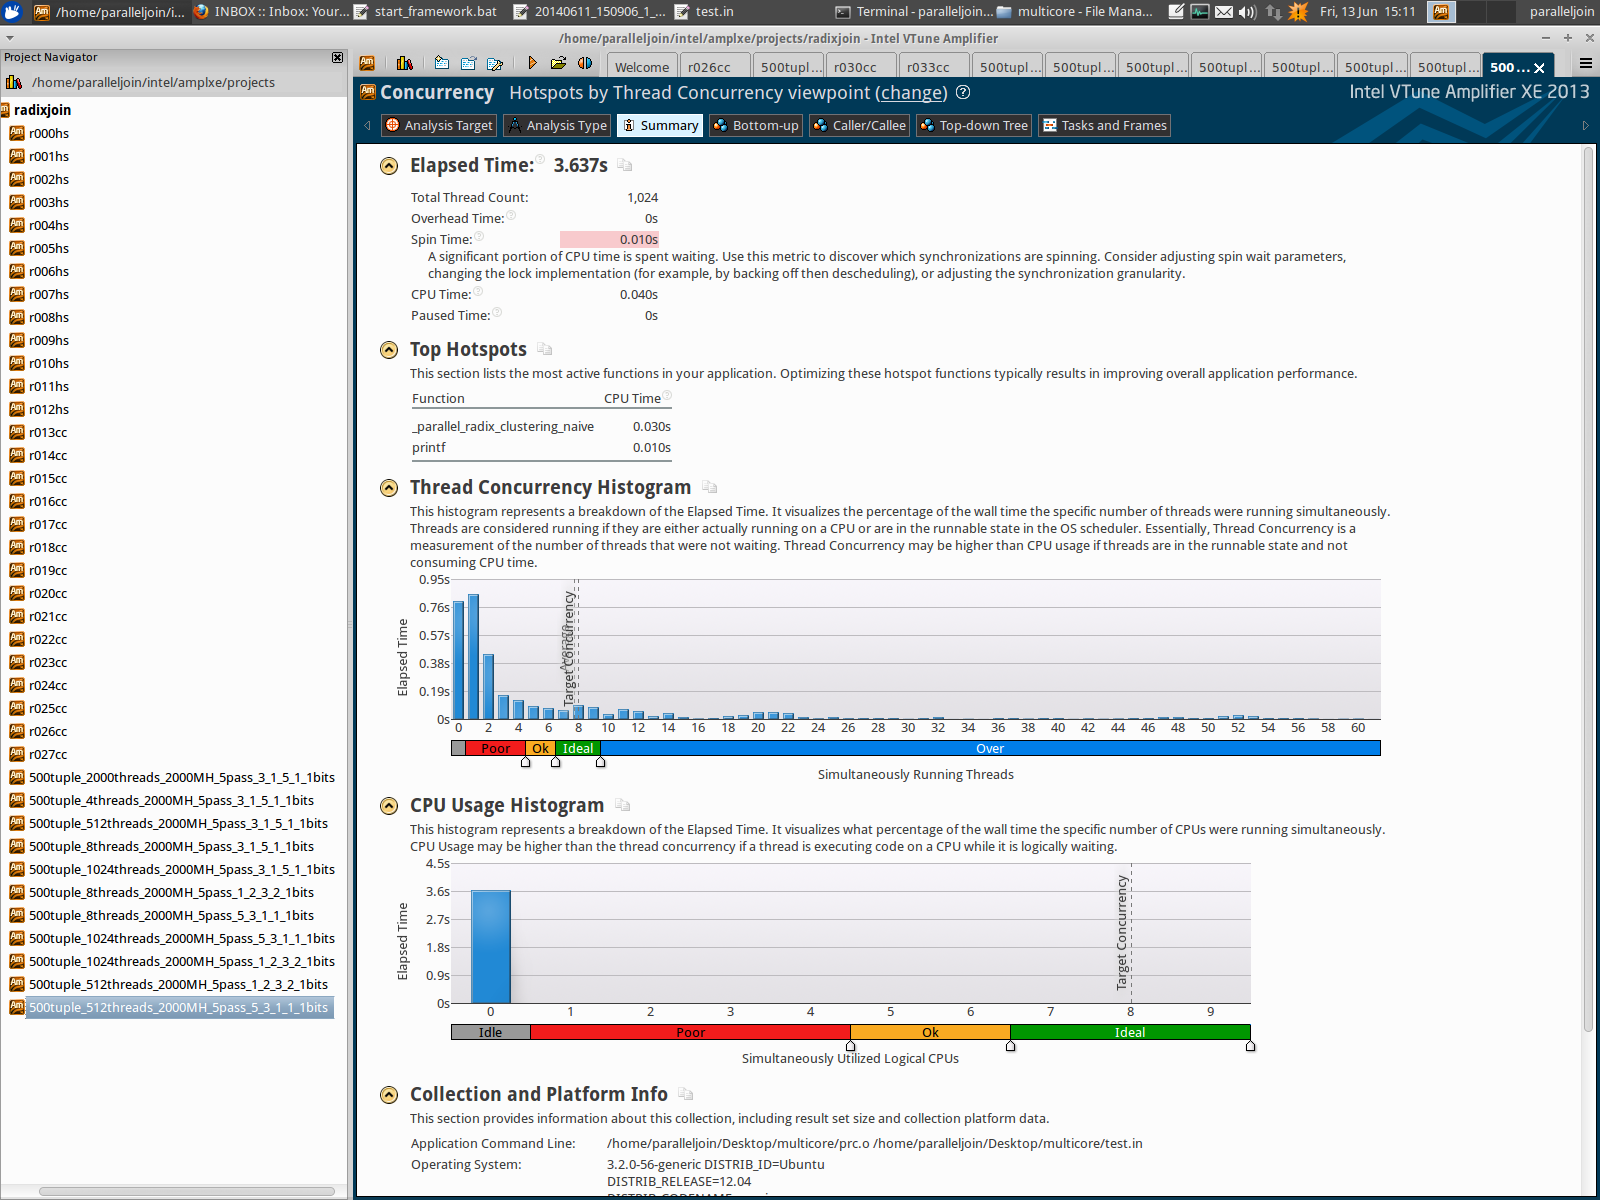 /home/paralleljoin/i... INBOX :: Inbox: Your... start_framework.bat 20140611_150906_1_... test.in Terminal - paralleljoin... multicore - File Mana... Fri, 13 Jun 15:11 paralleljoin
/home/paralleljoin/intel/amplxe/projects/radixjoin - Intel VTune Amplifier
Project Navigator
/home/paralleljoin/intel/amplxe/projects
radixjoin
r000hs
r001hs
r002hs
r003hs
r004hs
r005hs
r006hs
r007hs
r008hs
r009hs
r010hs
r011hs
r012hs
r013cc
r014cc
r015cc
r016cc
r017cc
r018cc
r019cc
r020cc
r021cc
r022cc
r023cc
r024cc
r025cc
r026cc
r027cc
500tuple_2000threads_2000MH_5pass_3_1_5_1_1bits
500tuple_4threads_2000MH_5pass_3_1_5_1_1bits
500tuple_512threads_2000MH_5pass_3_1_5_1_1bits
500tuple_8threads_2000MH_5pass_3_1_5_1_1bits
500tuple_1024threads_2000MH_5pass_3_1_5_1_1bits
500tuple_8threads_2000MH_5pass_1_2_3_2_1bits
500tuple_8threads_2000MH_5pass_5_3_1_1_1bits
500tuple_1024threads_2000MH_5pass_5_3_1_1_1bits
500tuple_1024threads_2000MH_5pass_1_2_3_2_1bits
500tuple_512threads_2000MH_5pass_1_2_3_2_1bits
500tuple_512threads_2000MH_5pass_5_3_1_1_1bits
Welcome r026cc 500tupl... r030cc r033cc 500tupl... 500tupl... 500tupl... 500tupl... 500tupl... 500tupl... 500tupl... 500 ...
Concurrency Hotspots by Thread Concurrency viewpoint (change) ? Intel VTune Amplifier XE 2013
Analysis Target Analysis Type Summary Bottom-up Caller/Callee Top-down Tree Tasks and Frames
Elapsed Time: 3.637s
Total Thread Count: 1,024
Overhead Time: 0s
Spin Time: 0.010s
A significant portion of CPU time is spent waiting. Use this metric to discover which synchronizations are spinning. Consider adjusting spin wait parameters,
changing the lock implementation (for example, by backing off then descheduling), or adjusting the synchronization granularity.
CPU Time: 0.040s
Paused Time: 0s
Top Hotspots
This section lists the most active functions in your application. Optimizing these hotspot functions typically results in improving overall application performance.
Function CPU Time
_parallel_radix_clustering_naive 0.030s
printf 0.010s
Thread Concurrency Histogram
This histogram represents a breakdown of the Elapsed Time. It visualizes the percentage of the wall time the specific number of threads were running simultaneously.
Threads are considered running if they are either actually running on a CPU or are in the runnable state in the OS scheduler. Essentially, Thread Concurrency is a
measurement of the number of threads that were not waiting. Thread Concurrency may be higher than CPU usage if threads are in the runnable state and not
consuming CPU time.
Elapsed Time
0.95s
0.76s
0.57s
0.38s
0.19s
0s
Average
Target Concurrency
0 2 4 6 8 10 12 14 16 18 20 22 24 26 28 30 32 34 36 38 40 42 44 46 48 50 52 54 56 58 60
Poor Ok Ideal Over
Simultaneously Running Threads
CPU Usage Histogram
This histogram represents a breakdown of the Elapsed Time. It visualizes what percentage of the wall time the specific number of CPUs were running simultaneously.
CPU Usage may be higher than the thread concurrency if a thread is executing code on a CPU while it is logically waiting.
Elapsed Time
4.5s
3.6s
2.7s
1.8s
0.9s
0s
Target Concurrency
0 1 2 3 4 5 6 7 8 9
Idle Poor Ok Ideal
Simultaneously Utilized Logical CPUs
Collection and Platform Info
This section provides information about this collection, including result set size and collection platform data.
Application Command Line: /home/paralleljoin/Desktop/multicore/prc.o /home/paralleljoin/Desktop/multicore/test.in
Operating System: 3.2.0-56-generic DISTRIB_ID=Ubuntu
DISTRIB_RELEASE=12.04